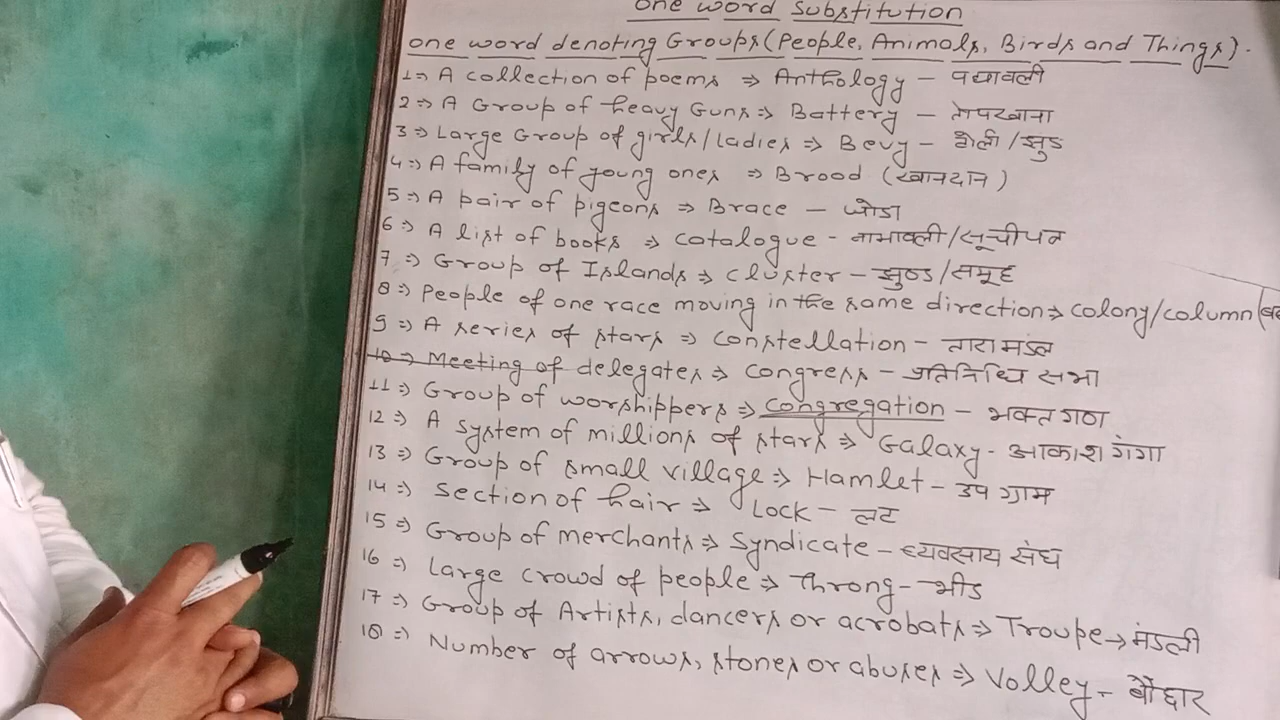 one word Substitution
one word denoting Groups (People, Animals, Birds and Things).
1⇒ A collection of poems ⇒ Anthology – पद्यावली
2⇒ A Group of heavy Guns ⇒ Battery – तोपखाना
3⇒ Large Group of girls/ladies ⇒ Bevy – टोली/झुंड
4⇒ A family of young ones ⇒ Brood (खानदान)
5⇒ A pair of pigeons ⇒ Brace – जोडा
6⇒ A list of books ⇒ catalogue - नामावली/सूचीपत्र
7⇒ Group of Islands ⇒ cluster – झुण्ड/समूह
8⇒ People of one race moving in the same direction ⇒ colony/column
9⇒ A series of stars ⇒ constellation – तारा मंडल
10⇒ Meeting of delegates ⇒ congress – प्रतिनिधि सभा
11⇒ Group of worshippers ⇒ congregation – भक्त गण
12⇒ A system of millions of stars ⇒ Galaxy - आकाश गंगा
13⇒ Group of small village ⇒ Hamlet – उप ग्राम
14⇒ section of hair ⇒ Lock – लट
15⇒ Group of merchants ⇒ Syndicate – व्यवसाय संघ
16⇒ Large crowd of people ⇒ Throng – भीड
17⇒ Group of Artists, dancers or acrobats ⇒ Troupe → मंडली
18⇒ Number of arrows, stones or abuses ⇒ Volley – बौछार